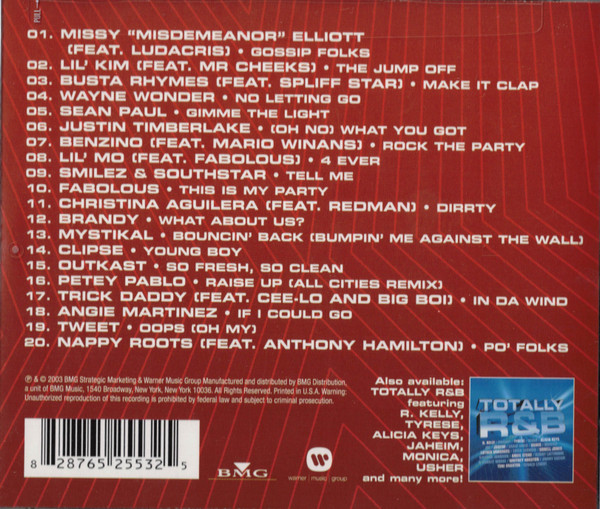 PULL
01. MISSY "MISDEMEANOR" ELLIOTT
(FEAT. LUDACRIS) • GOSSIP FOLKS
02. LIL' KIM (FEAT. MR CHEEKS) • THE JUMP OFF
03. BUSTA RHYMES (FEAT. SPLIFF STAR) • MAKE IT CLAP
04. WAYNE WONDER • NO LETTING GO
05. SEAN PAUL • GIMME THE LIGHT
06. JUSTIN TIMBERLAKE • (OH NO) WHAT YOU GOT
07. BENZINO (FEAT. MARIO WINANS) • ROCK THE PARTY
08. LIL' MO (FEAT. FABOLOUS) • 4 EVER
09. SMILEZ & SOUTHSTAR • TELL ME
10. FABOLOUS • THIS IS MY PARTY
11. CHRISTINA AGUILERA (FEAT. REDMAN) • DIRRTY
12. BRANDY • WHAT ABOUT US?
13. MYSTIKAL • BOUNCIN' BACK (BUMPIN' ME AGAINST THE WALL)
14. CLIPSE • YOUNG BOY
15. OUTKAST • SO FRESH, SO CLEAN
16. PETEY PABLO • RAISE UP (ALL CITIES REMIX)
17. TRICK DADDY (FEAT. CEE-LO AND BIG BOI) • IN DA WIND
18. ANGIE MARTINEZ • IF I COULD GO
19. TWEET • OOPS (OH MY)
20. NAPPY ROOTS (FEAT. ANTHONY HAMILTON) • PO' FOLKS
℗ & © 2003 BMG Strategic Marketing & Warner Music Group Manufactured and distributed by BMG Distribution,
a unit of BMG Music, 1540 Broadway, New York, New York 10036. All Rights Reserved. Printed in U.S.A. Warning:
Unauthorized reproduction of this recording is prohibited by federal law and subject to criminal prosecution.
8 28765 25532 5
BMG
warner music group
Also available:
TOTALLY R&B
featuring
R. KELLY,
TYRESE,
ALICIA KEYS,
JAHEIM,
MONICA,
USHER
and many more!
TOTALLY
R&B